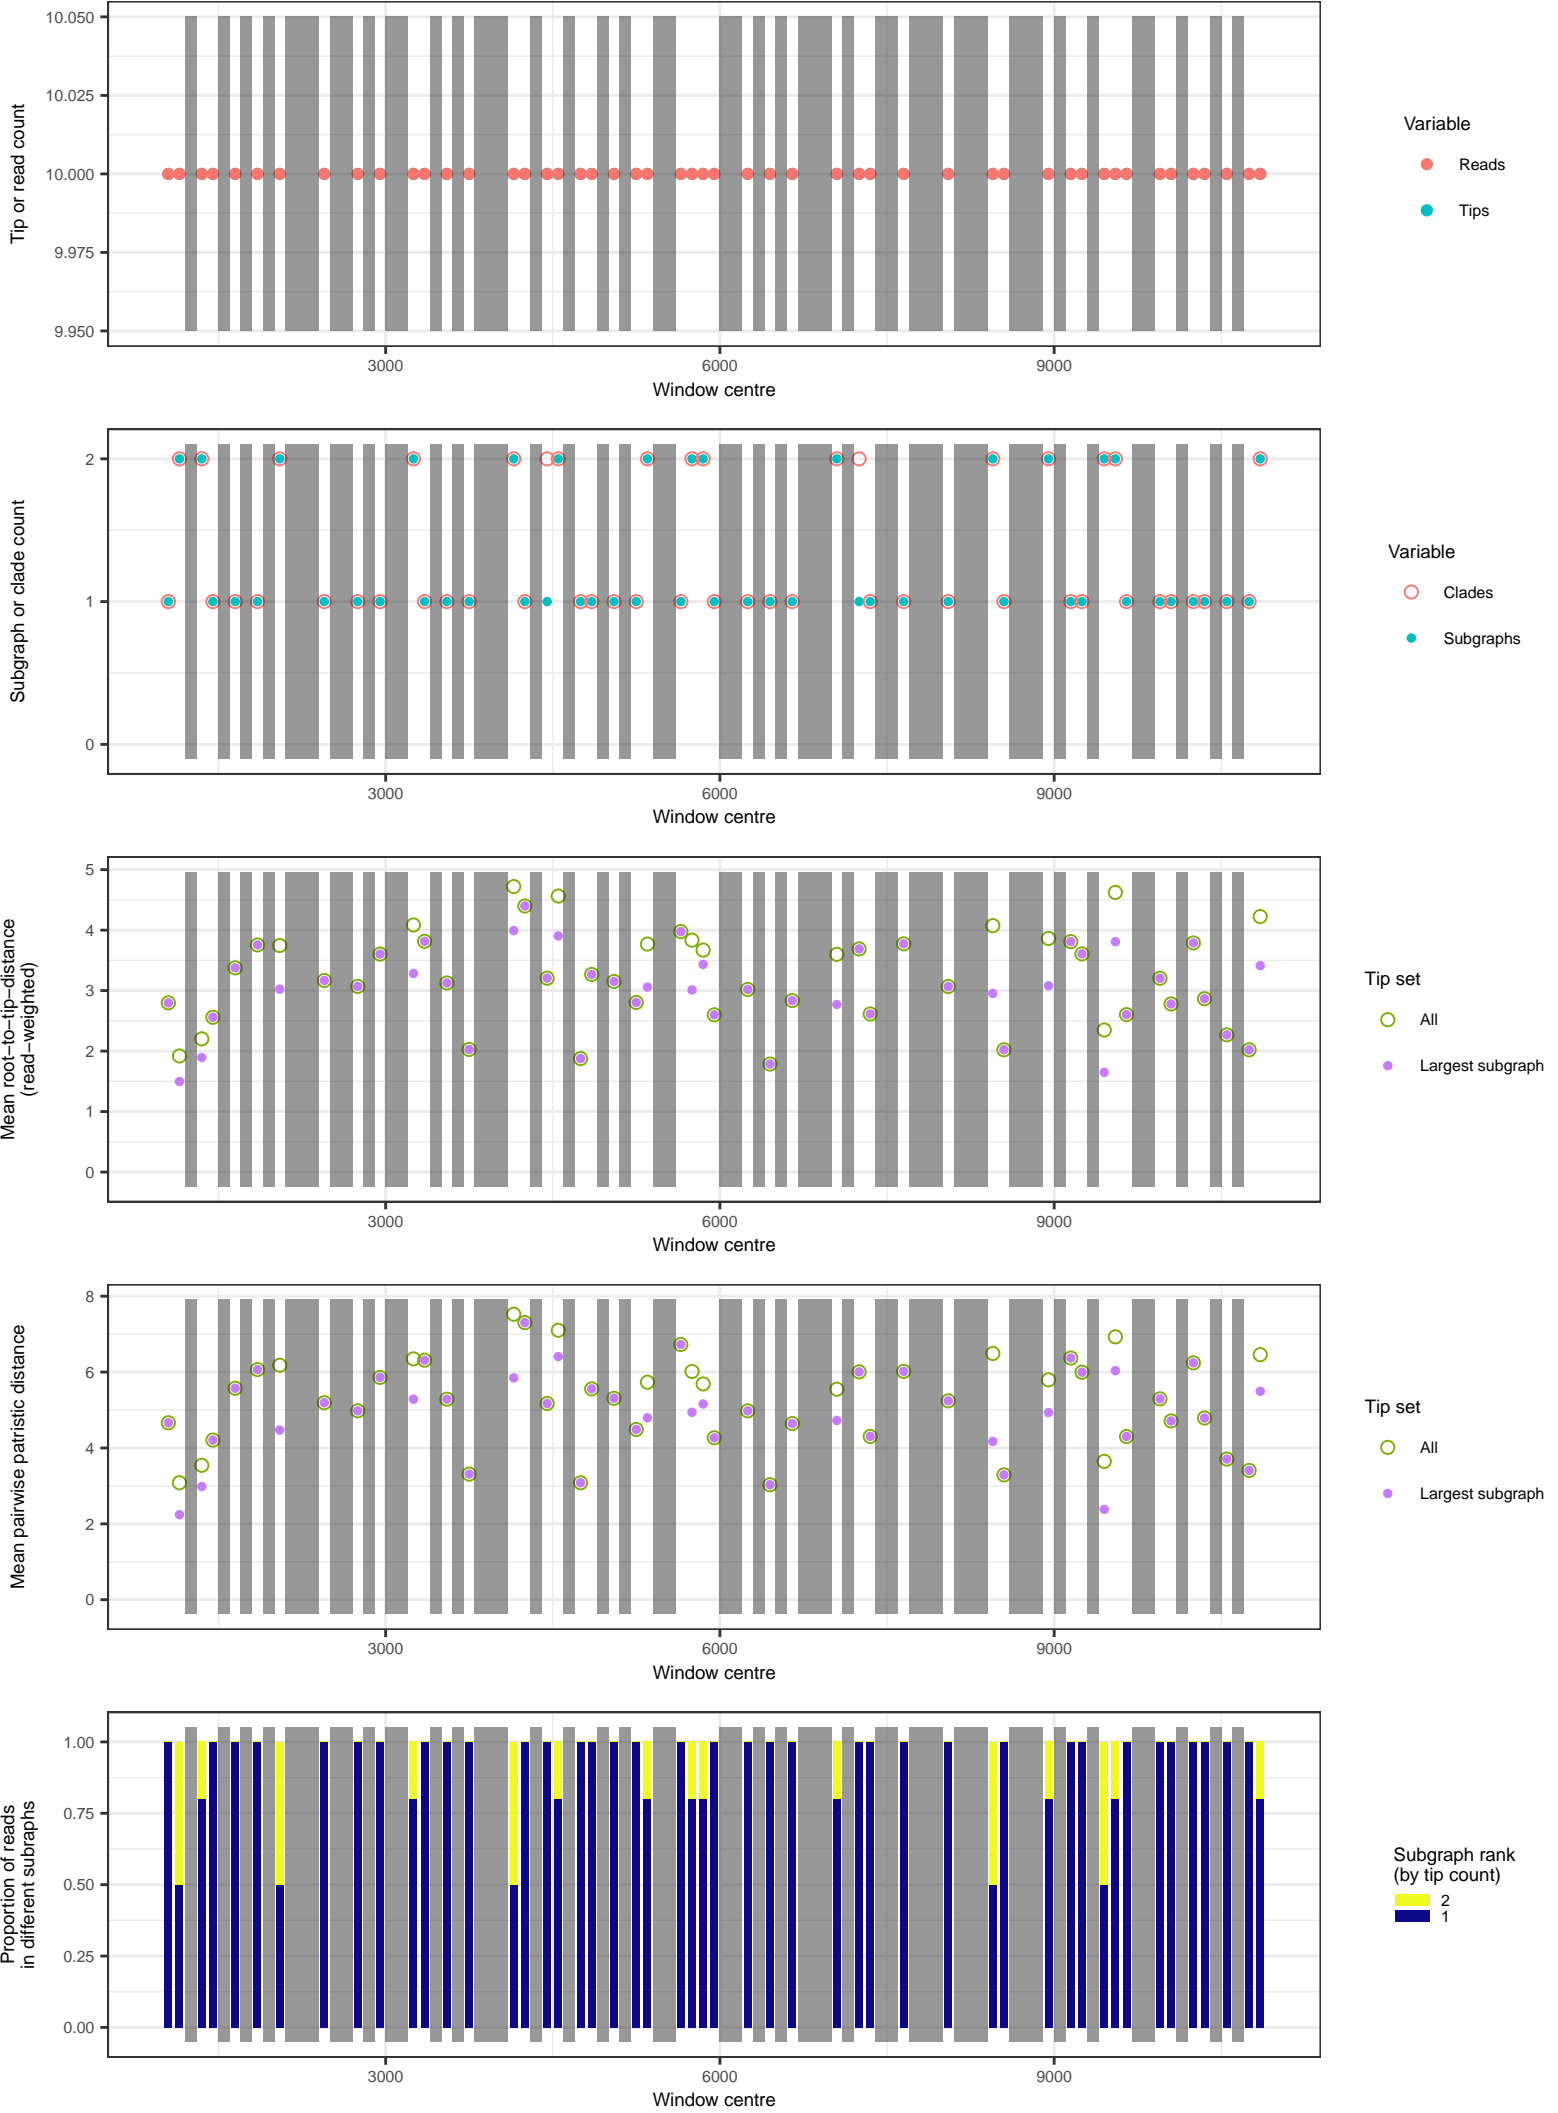 10.050
10.025
10.000
9.975
9.950
Tip or read count
3000
6000
9000
Window centre
Variable
Reads
Tips
2
1
0
Subgraph or clade count
3000
6000
9000
Window centre
Variable
Clades
Subgraphs
5
4
3
2
1
0
Mean root−to−tip−distance
(read−weighted)
3000
6000
9000
Window centre
Tip set
All
Largest subgraph
8
6
4
2
0
Mean pairwise patristic distance
3000
6000
9000
Window centre
Tip set
All
Largest subgraph
1.00
0.75
0.50
0.25
0.00
Proportion of reads
in different subraphs
3000
6000
9000
Window centre
Subgraph rank
(by tip count)
2
1